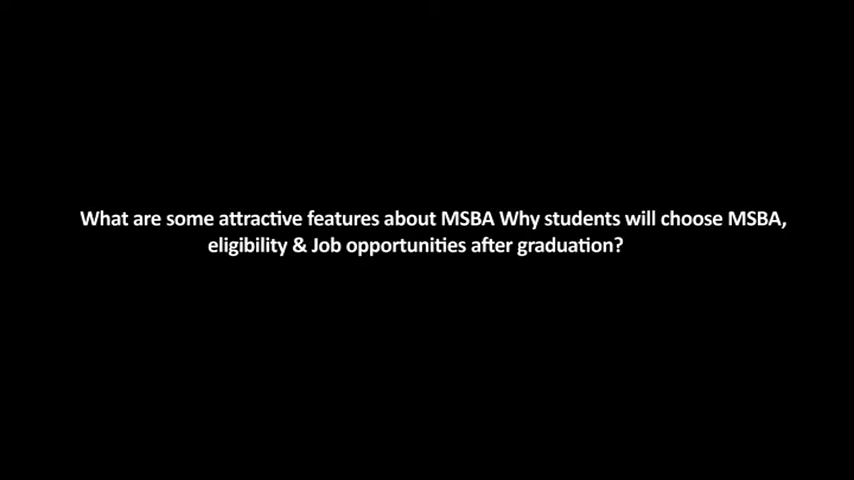 What are some attractive features about MSBA Why students will choose MSBA,
eligibility & Job opportunities after graduation?